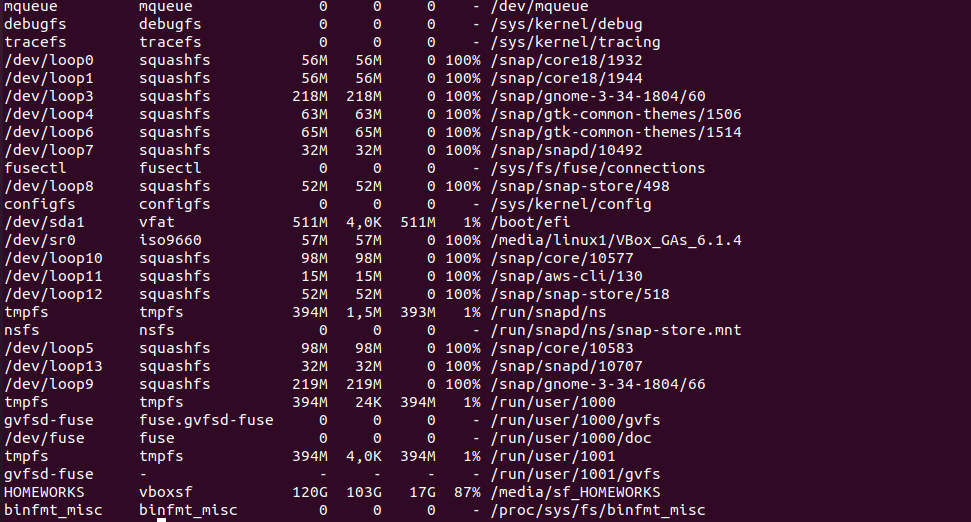 mqueue mqueue 0 0 0 - /dev/mqueue
debugfs debugfs 0 0 0 - /sys/kernel/debug
tracefs tracefs 0 0 0 - /sys/kernel/tracing
/dev/loop0 squashfs 56M 56M 0 100% /snap/core18/1932
/dev/loop1 squashfs 56M 56M 0 100% /snap/core18/1944
/dev/loop3 squashfs 218M 218M 0 100% /snap/gnome-3-34-1804/60
/dev/loop4 squashfs 63M 63M 0 100% /snap/gtk-common-themes/1506
/dev/loop6 squashfs 65M 65M 0 100% /snap/gtk-common-themes/1514
/dev/loop7 squashfs 32M 32M 0 100% /snap/snapd/10492
fusectl fusectl 0 0 0 - /sys/fs/fuse/connections
/dev/loop8 squashfs 52M 52M 0 100% /snap/snap-store/498
configfs configfs 0 0 0 - /sys/kernel/config
/dev/sda1 vfat 511M 4,0K 511M 1% /boot/efi
/dev/sr0 iso9660 57M 57M 0 100% /media/linux1/VBox_GAs_6.1.4
/dev/loop10 squashfs 98M 98M 0 100% /snap/core/10577
/dev/loop11 squashfs 15M 15M 0 100% /snap/aws-cli/130
/dev/loop12 squashfs 52M 52M 0 100% /snap/snap-store/518
tmpfs tmpfs 394M 1,5M 393M 1% /run/snapd/ns
nsfs nsfs 0 0 0 - /run/snapd/ns/snap-store.mnt
/dev/loop5 squashfs 98M 98M 0 100% /snap/core/10583
/dev/loop13 squashfs 32M 32M 0 100% /snap/snapd/10707
/dev/loop9 squashfs 219M 219M 0 100% /snap/gnome-3-34-1804/66
tmpfs tmpfs 394M 24K 394M 1% /run/user/1000
gvfsd-fuse fuse.gvfsd-fuse 0 0 0 - /run/user/1000/gvfs
/dev/fuse fuse 0 0 0 - /run/user/1000/doc
tmpfs tmpfs 394M 4,0K 394M 1% /run/user/1001
gvfsd-fuse - - - - - /run/user/1001/gvfs
HOMEWORKS vboxsf 120G 103G 17G 87% /media/sf_HOMEWORKS
binfmt_misc binfmt_misc 0 0 0 - /proc/sys/fs/binfmt_misc